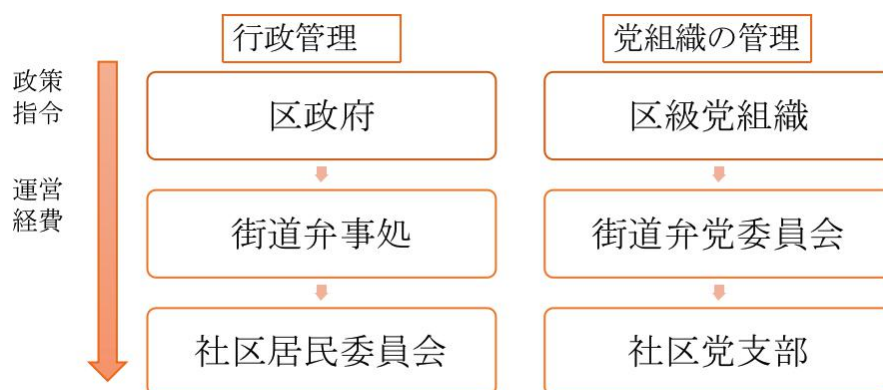 行政管理
党組織の管理
政策
指令
運営
経費
区政府
区級党組織
街道弁事処
街道弁党委員会
社区居民委員会
社区党支部